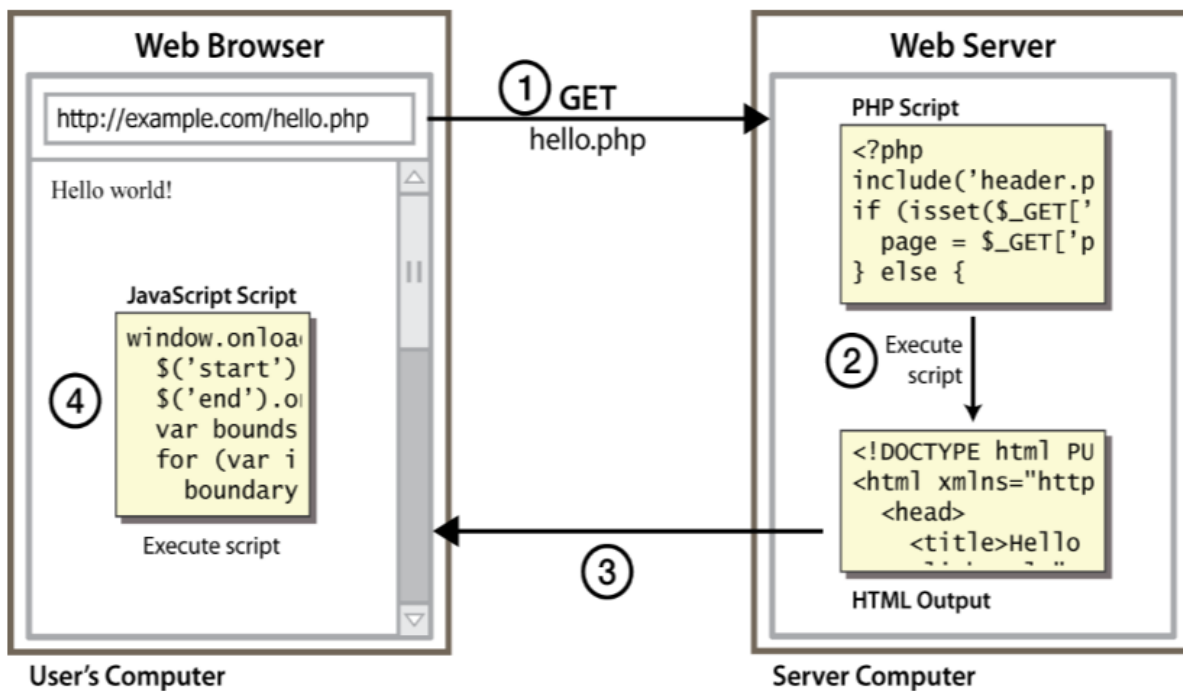 Web Browser
http://example.com/hello.php
Hello world!
JavaScript Script
window.onloa
$('start')
$('end').o
var bounds
for (var i
boundary
4
Execute script
User's Computer
1 GET
hello.php
3
Web Server
PHP Script
<?php
include('header.p
if (isset($_GET['
page = $_GET['p
} else {
2 Execute
script
<!DOCTYPE html PU
<html xmlns="http
<head>
<title>Hello
HTML Output
Server Computer